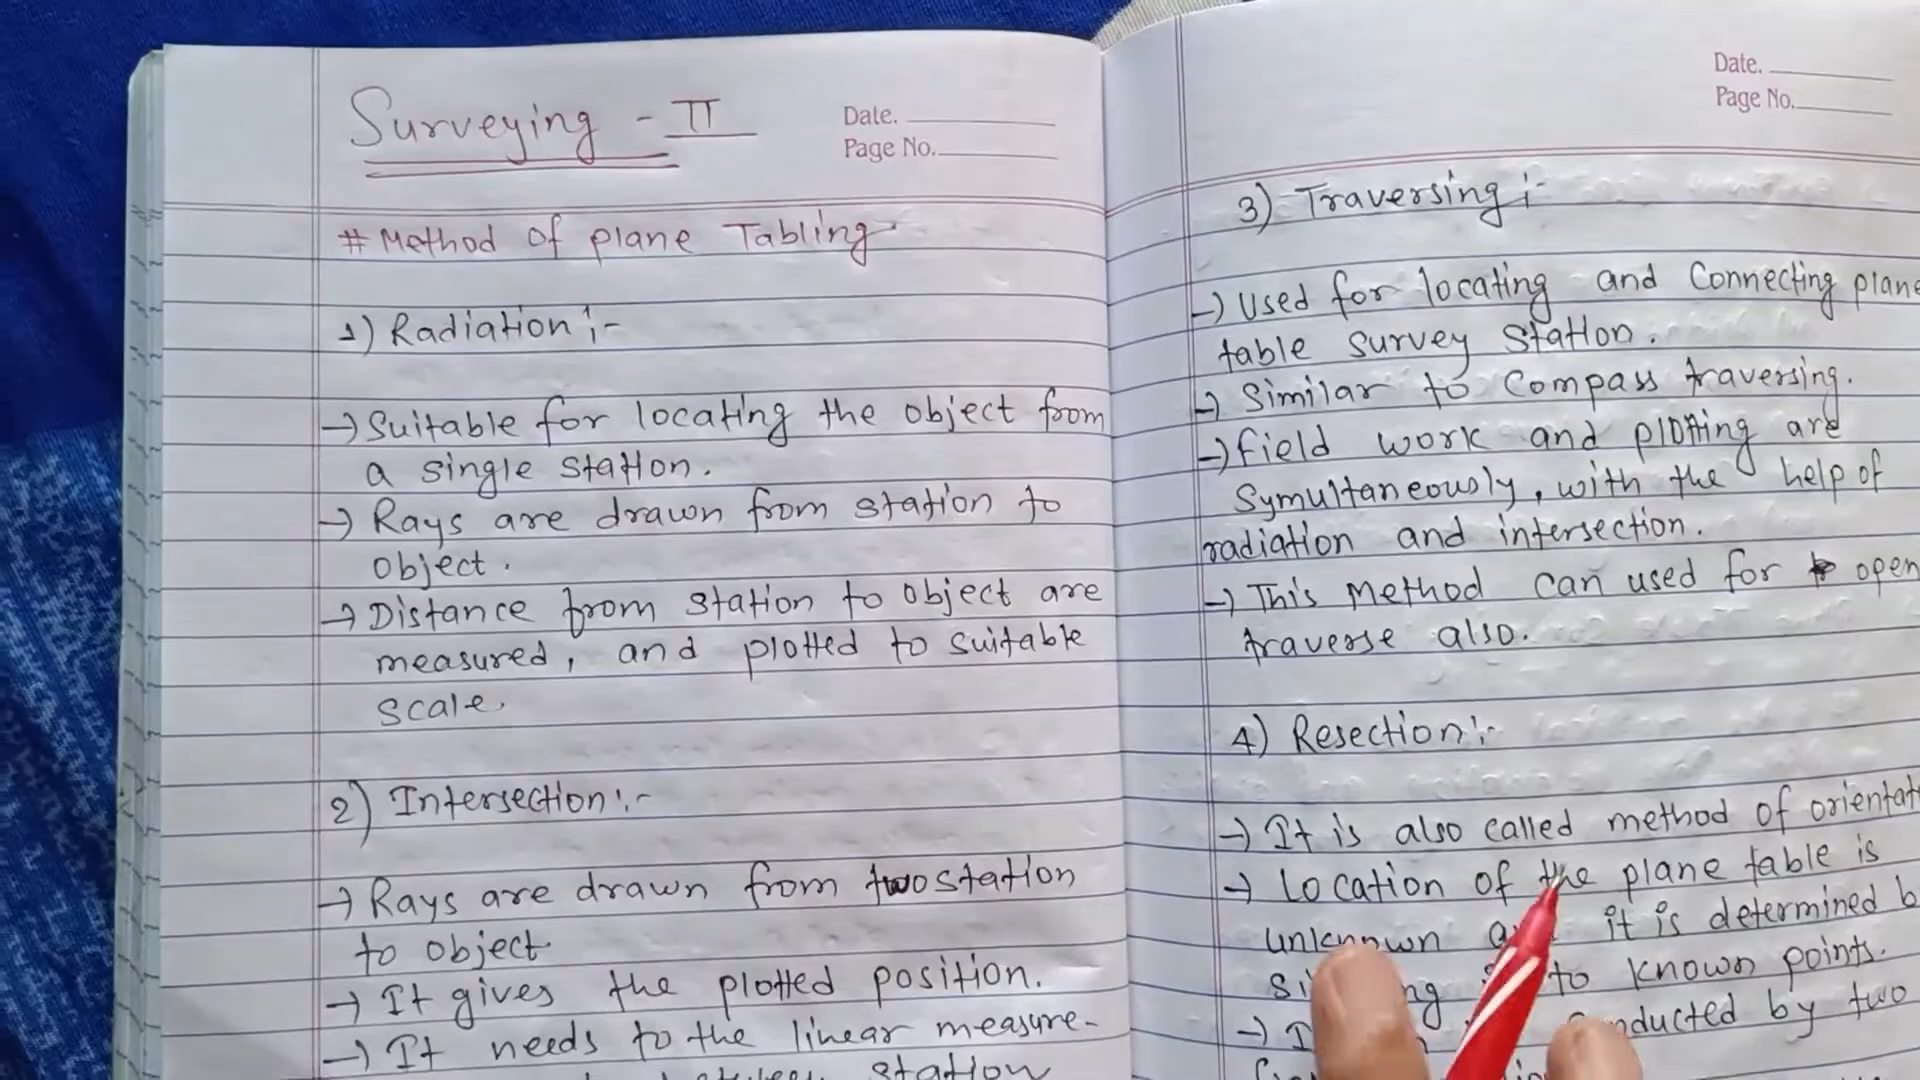 Surveying - II
Date.
Page No.
# Method of plane Tabling
1) Radiation :-
→ Suitable for locating the object from
a single station.
→ Rays are drawn from station to
object.
→ Distance from station to object are
measured, and plotted to suitable
scale.
2) Intersection :-
→ Rays are drawn from two station
to object
→ It gives the plotted position.
→ It needs to the linear measure-
station
Date.
Page No.
3) Traversing :-
→ Used for locating and Connecting plane
table survey station.
→ Similar to Compass traversing.
→ field work and plotting are
Symultaneously, with the help of
radiation and intersection.
→ This Method can used for open
traverse also.
4) Resection :-
→ It is also called method of orientat
→ Location of the plane table is
unknown it is determined b
to known points.
→ conducted by two